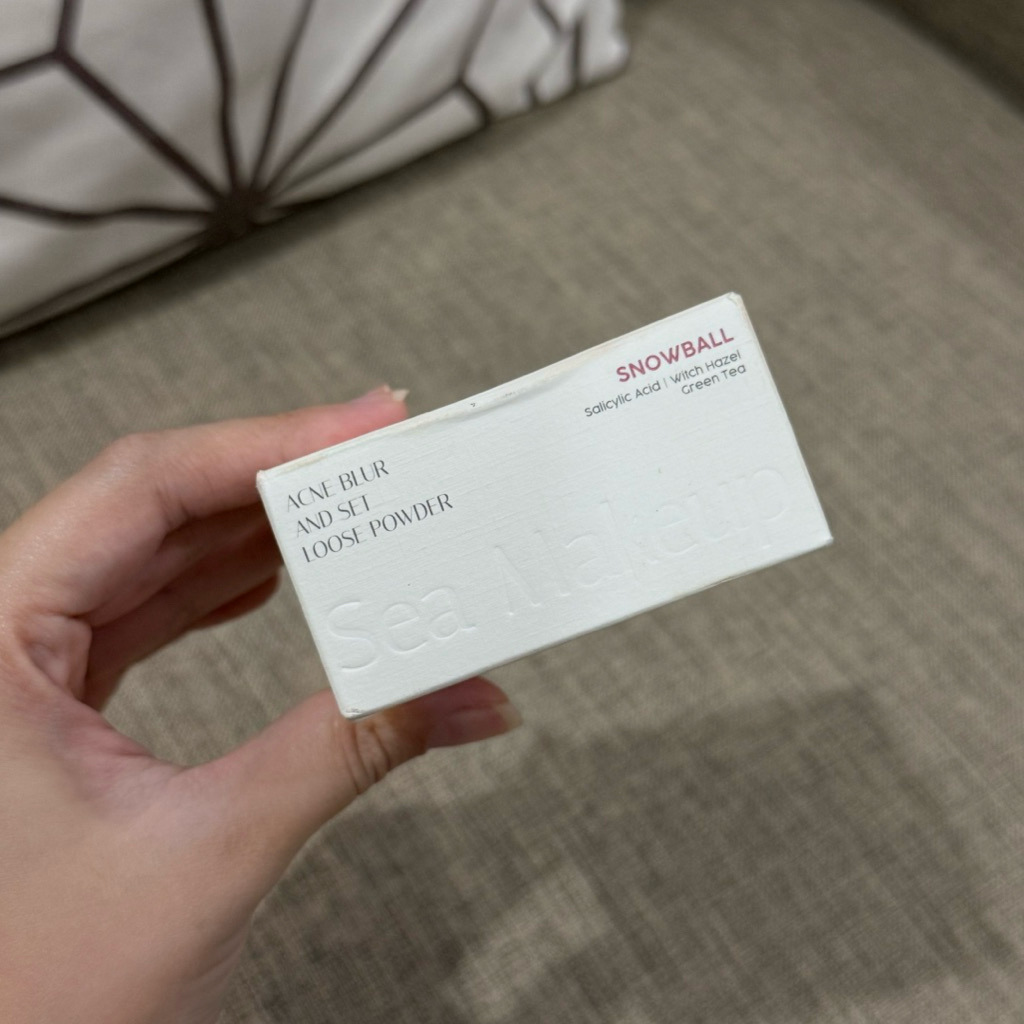 SNOWBALL
Salicylic Acid | Witch Hazel
Green Tea
ACNE BLUR
AND SET
LOOSE POWDER
Sea Makeup